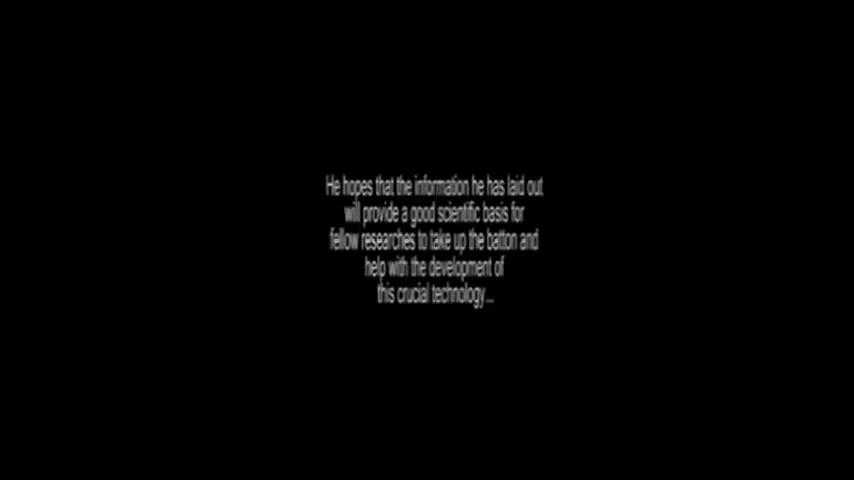 He hopes that the information he has laid out
will provide a good scientific basis for
fellow researches to take up the batton and
help with the development of
this crucial technology...